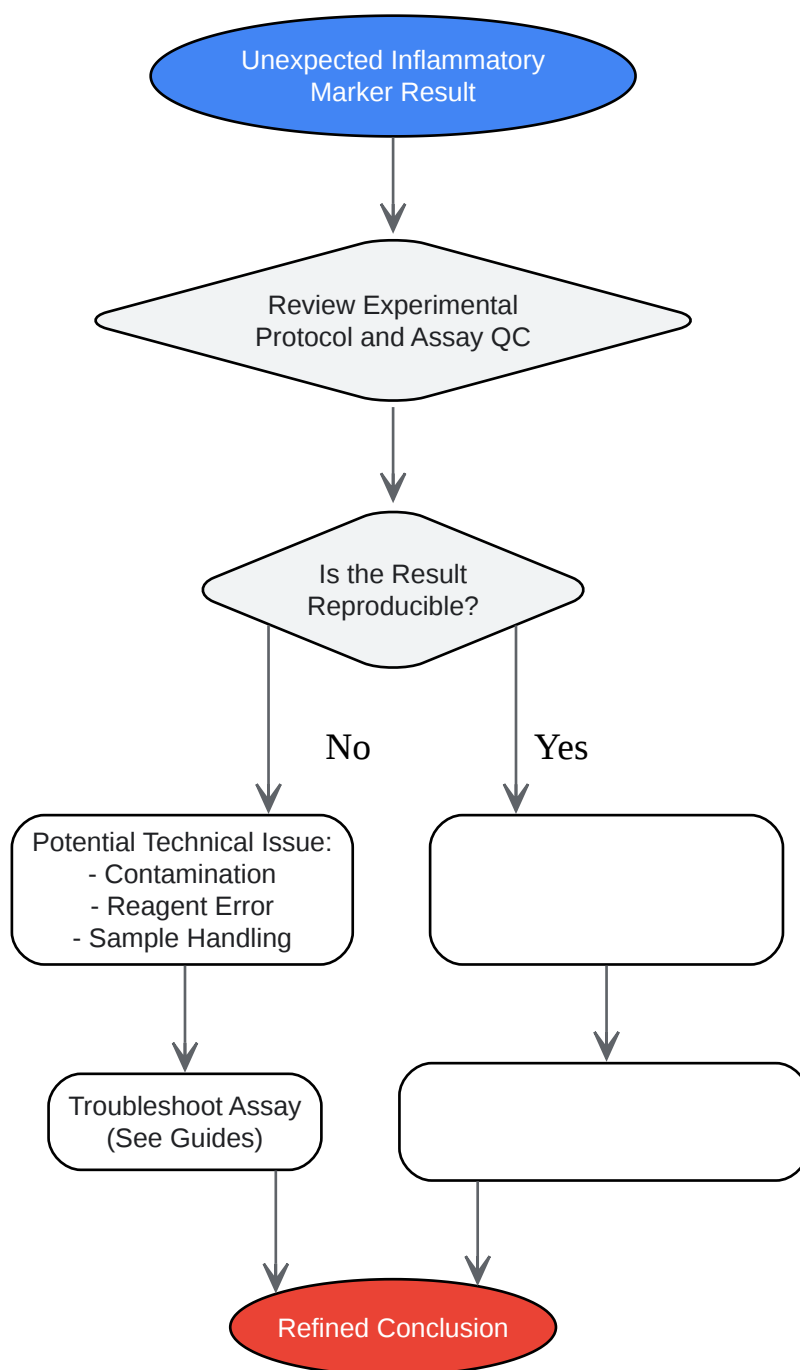 Unexpected Inflammatory
Marker Result
Review Experimental
Protocol and Assay QC
Is the Result
Reproducible?
No
Yes
Potential Technical Issue:
- Contamination
- Reagent Error
- Sample Handling
Troubleshoot Assay
(See Guides)
Refined Conclusion